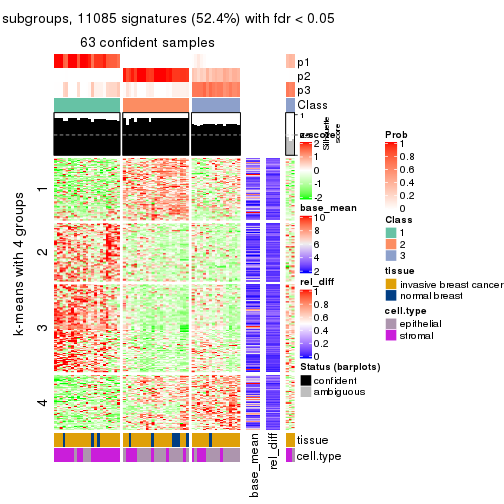 subgroups, 11085 signatures (52.4%) with fdr < 0.05
63 confident samples
p1
p2
p3
Class
1
Silhouette
score
k-means with 4 groups
1
2
3
4
z-score
2
1
0
-1
-2
base_mean
10
8
6
4
2
rel_diff
1
0.8
0.6
0.4
0.2
0
Status (barplots)
confident
ambiguous
Prob
1
0.8
0.6
0.4
0.2
0
Class
1
2
3
tissue
invasive breast cancer
normal breast
cell.type
epithelial
stromal
tissue
cell.type
base_mean
rel_diff